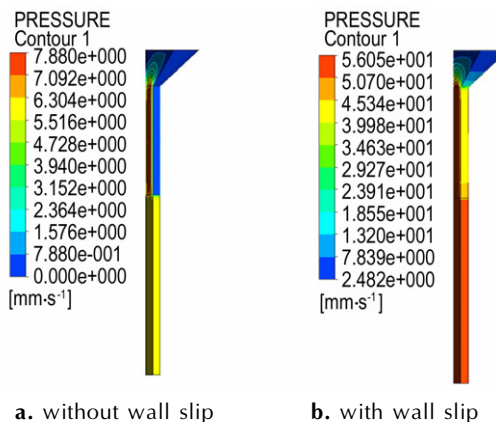 PRESSURE
Contour 1
7.880e+000
7.092e+000
6.304e+000
5.516e+000
4.728e+000
3.940e+000
3.152e+000
2.364e+000
1.576e+000
7.880e-001
0.000e+000
[mm·s⁻¹]
a. without wall slip
PRESSURE
Contour 1
5.605e+001
5.070e+001
4.534e+001
3.998e+001
3.463e+001
2.927e+001
2.391e+001
1.855e+001
1.320e+001
7.839e+000
2.482e+000
[mm·s⁻¹]
b. with wall slip